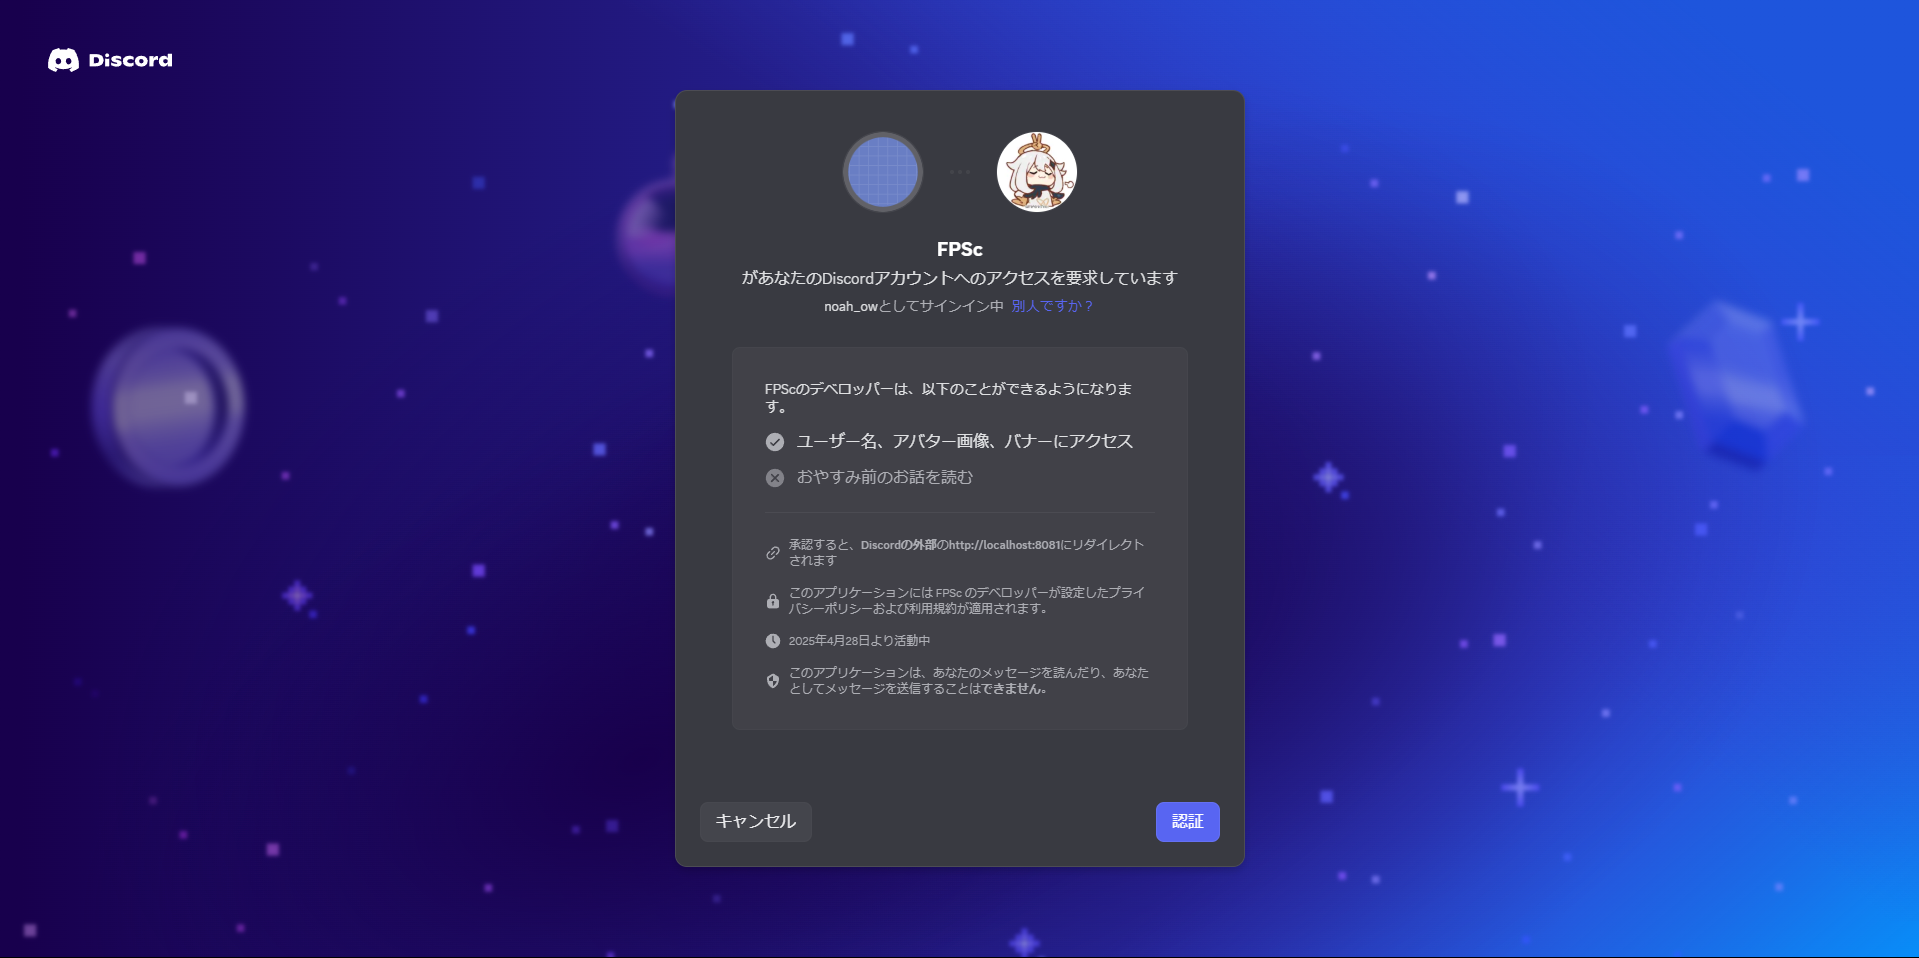 Discord
FPSc
があなたのDiscordアカウントへのアクセスを要求しています
noah_owとしてサインイン中 別人ですか？
FPScのデベロッパーは、以下のことができるようになりま
す。
ユーザー名、アバター画像、バナーにアクセス
おやすみ前のお話を読む
承認すると、Discordの外部のhttp://localhost:8081にリダイレクト
されます
このアプリケーションには FPSc のデベロッパーが設定したプライ
バシーポリシーおよび利用規約が適用されます。
2025年4月28日より活動中
このアプリケーションは、あなたのメッセージを読んだり、あなた
としてメッセージを送信することはできません。
キャンセル
認証